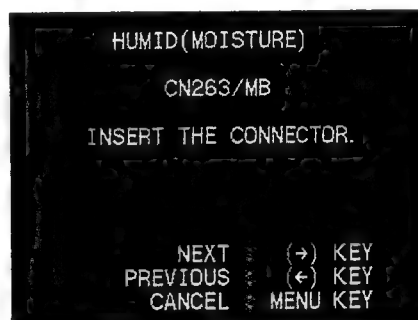 HUMID(MOISTURE)
CN263/MB
INSERT THE CONNECTOR.
NEXT (→) KEY
PREVIOUS (←) KEY
CANCEL MENU KEY